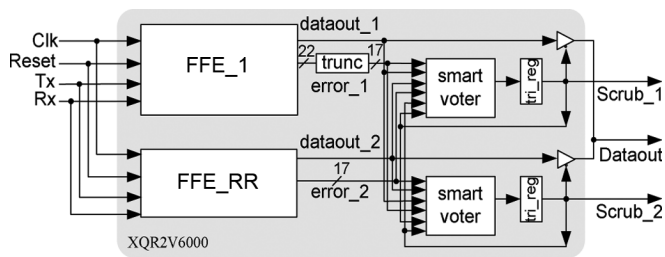 Clk
Reset
Tx
Rx
FFE_1
dataout_1
22
trunc
17
error_1
smart
voter
tri_reg
Scrub_1
FFE_RR
dataout_2
17
error_2
smart
voter
tri_reg
Dataout
Scrub_2
XQR2V6000